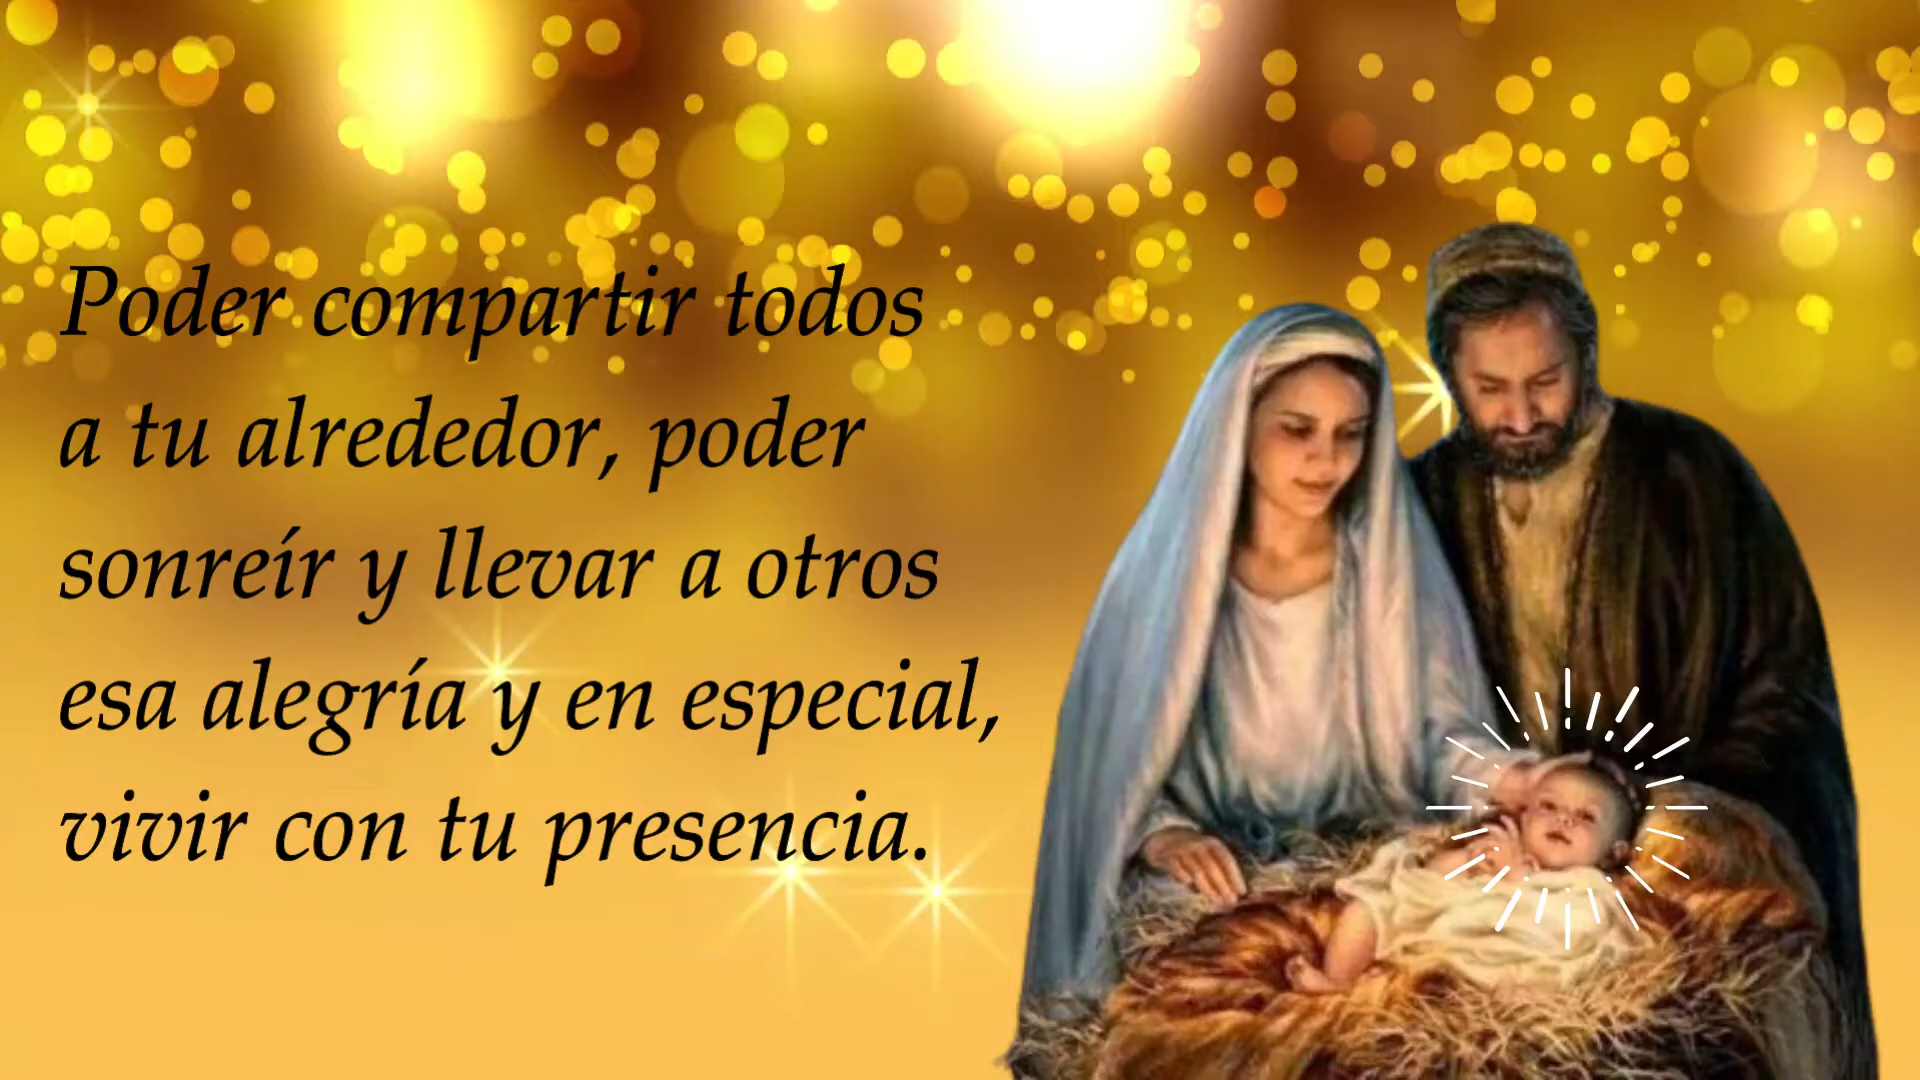 Poder compartir todos
a tu alrededor, poder
sonreír y llevar a otros
esa alegría y en especial,
vivir con tu presencia.